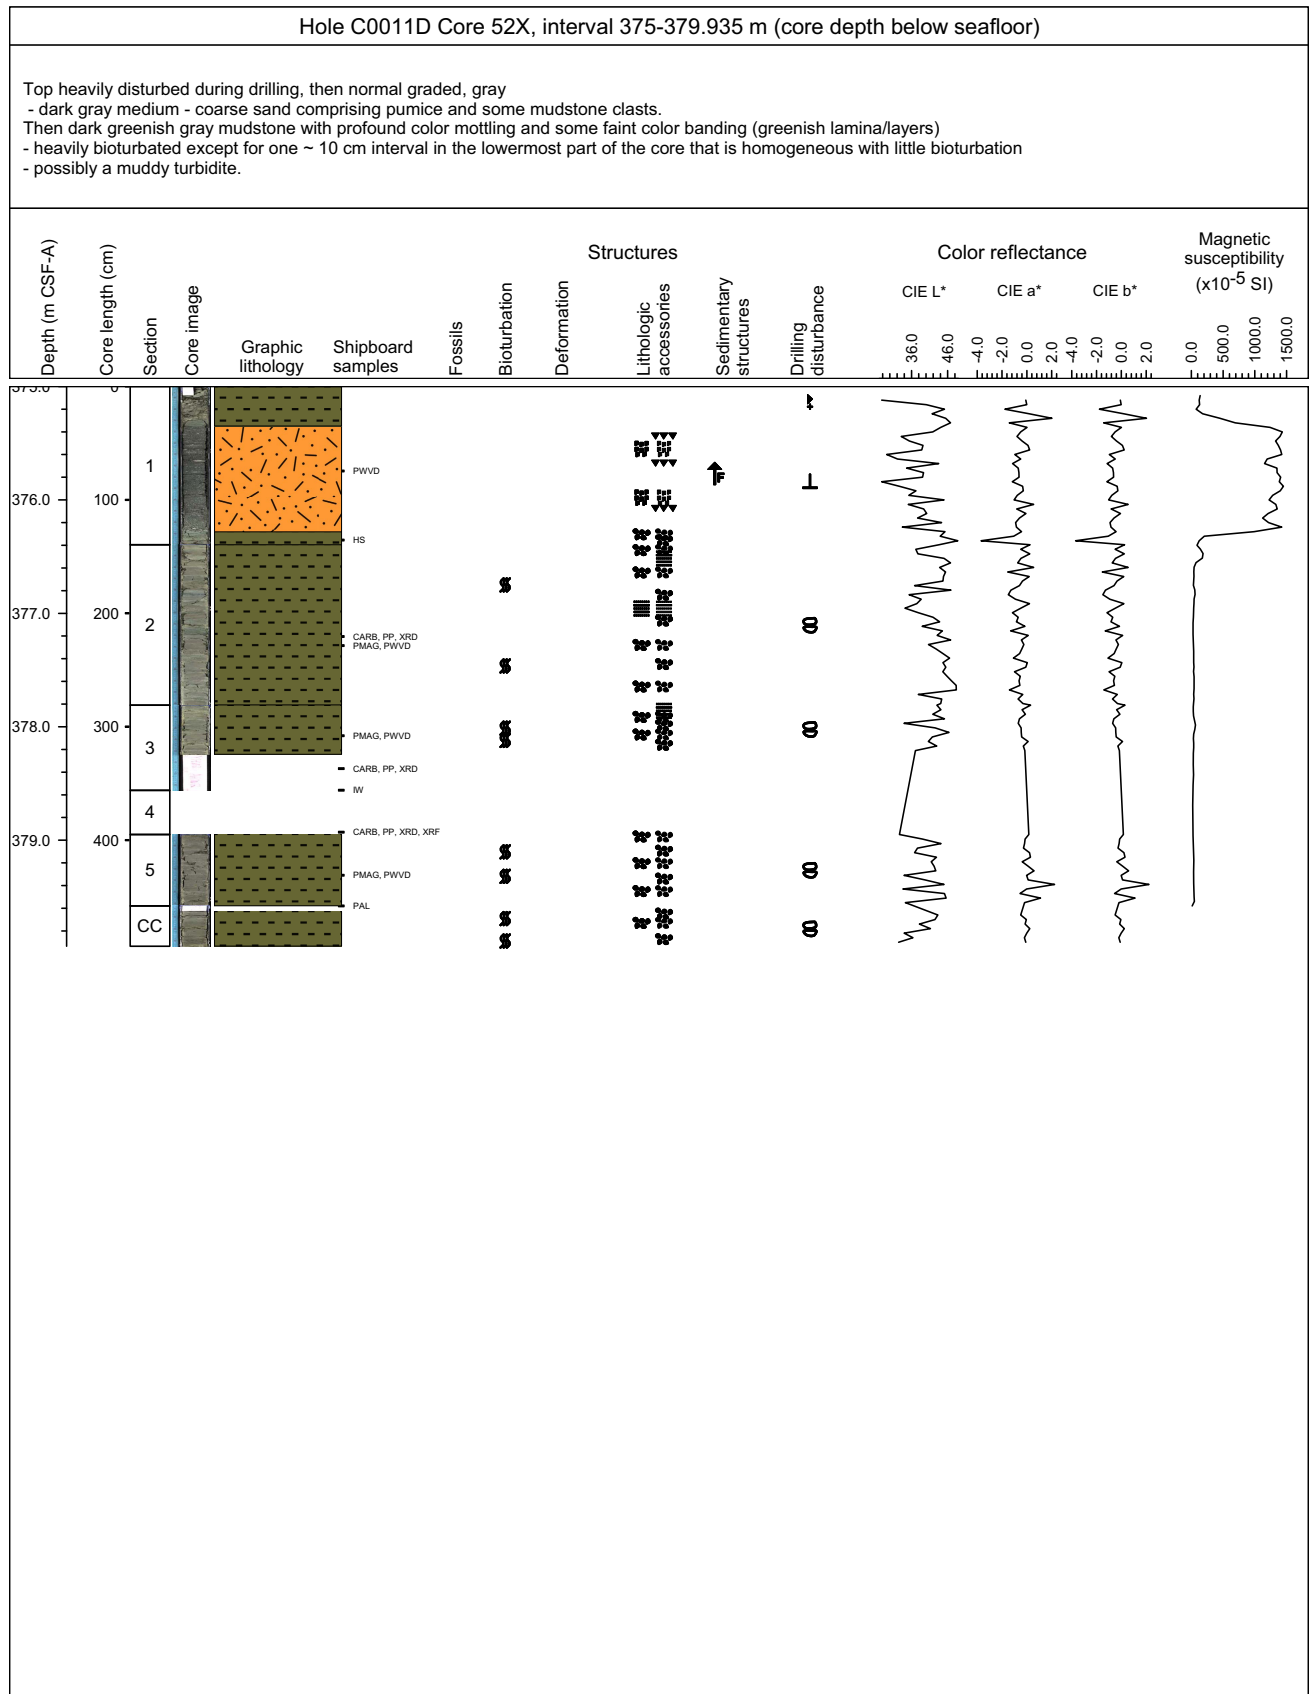 Hole C0011D Core 52X, interval 375-379.935 m (core depth below seafloor)
Top heavily disturbed during drilling, then normal graded, gray
- dark gray medium - coarse sand comprising pumice and some mudstone clasts.
Then dark greenish gray mudstone with profound color mottling and some faint color banding (greenish lamina/layers)
- heavily bioturbated except for one ~ 10 cm interval in the lowermost part of the core that is homogeneous with little bioturbation
- possibly a muddy turbidite.
Depth (m CSF-A)
Core length (cm)
Section
Core image
Graphic
lithology
Shipboard
samples
Fossils
Structures
Bioturbation
Deformation
Lithologic
accessories
Sedimentary
structures
Drilling
disturbance
Color reflectance
CIE L*
CIE a*
CIE b*
36.0
46.0
-4.0
-2.0
0.0
2.0
-4.0
-2.0
0.0
2.0
Magnetic
susceptibility
(x10-5 SI)
0.0
500.0
1000.0
1500.0
375.0
0
1
PWVD
F
376.0
100
HS
377.0
200
2
CARB, PP, XRD
PMAG, PWVD
378.0
300
3
PMAG, PWVD
CARB, PP, XRD
IW
4
379.0
400
CARB, PP, XRD, XRF
5
PMAG, PWVD
PAL
CC